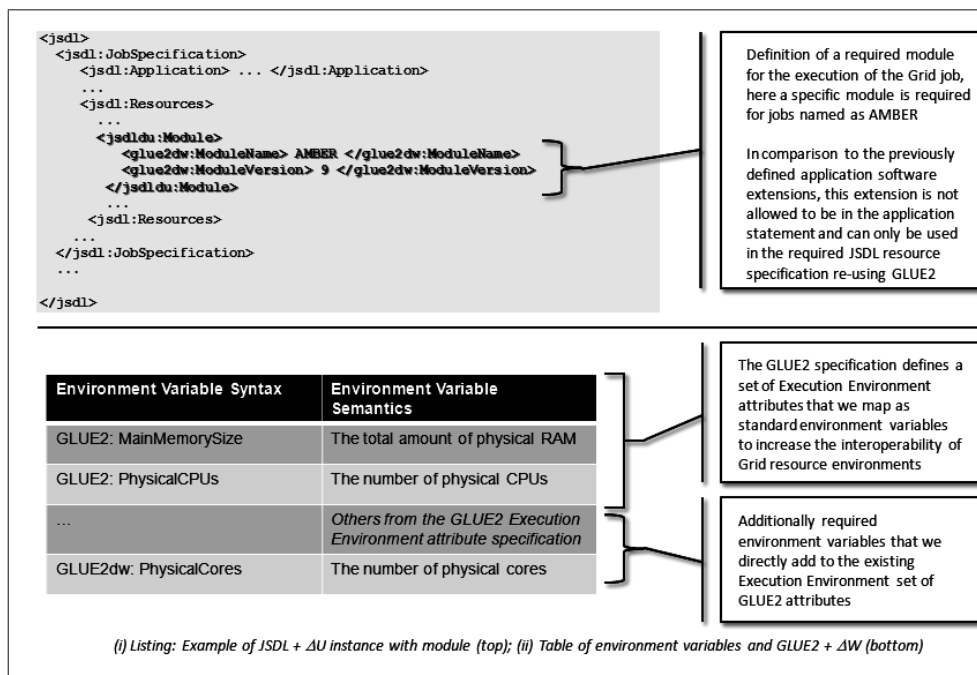 <jsdl>
<jsdl:JobSpecification>
<jsdl:Application> ... </jsdl:Application>
...
<jsdl:Resources>
...
<jsdldu:Module>
<glue2dw:ModuleName> AMBER </glue2dw:ModuleName>
<glue2dw:ModuleVersion> 9 </glue2dw:ModuleVersion>
</jsdldu:Module>
...
<jsdl:Resources>
...
</jsdl:JobSpecification>
...
</jsdl>
Definition of a required module
for the execution of the Grid job,
here a specific module is required
for jobs named as AMBER
In comparison to the previously
defined application software
extensions, this extension is not
allowed to be in the application
statement and can only be used
in the required JSDL resource
specification re-using GLUE2
Environment Variable Syntax
Environment Variable
Semantics
GLUE2: MainMemorySize
The total amount of physical RAM
GLUE2: PhysicalCPUs
The number of physical CPUs
...
Others from the GLUE2 Execution
Environment attribute specification
GLUE2dw: PhysicalCores
The number of physical cores
The GLUE2 specification defines a
set of Execution Environment
attributes that we map as
standard environment variables
to increase the interoperability of
Grid resource environments
Additionally required
environment variables that we
directly add to the existing
Execution Environment set of
GLUE2 attributes
(i) Listing: Example of JSDL + ΔU instance with module (top); (ii) Table of environment variables and GLUE2 + ΔW (bottom)